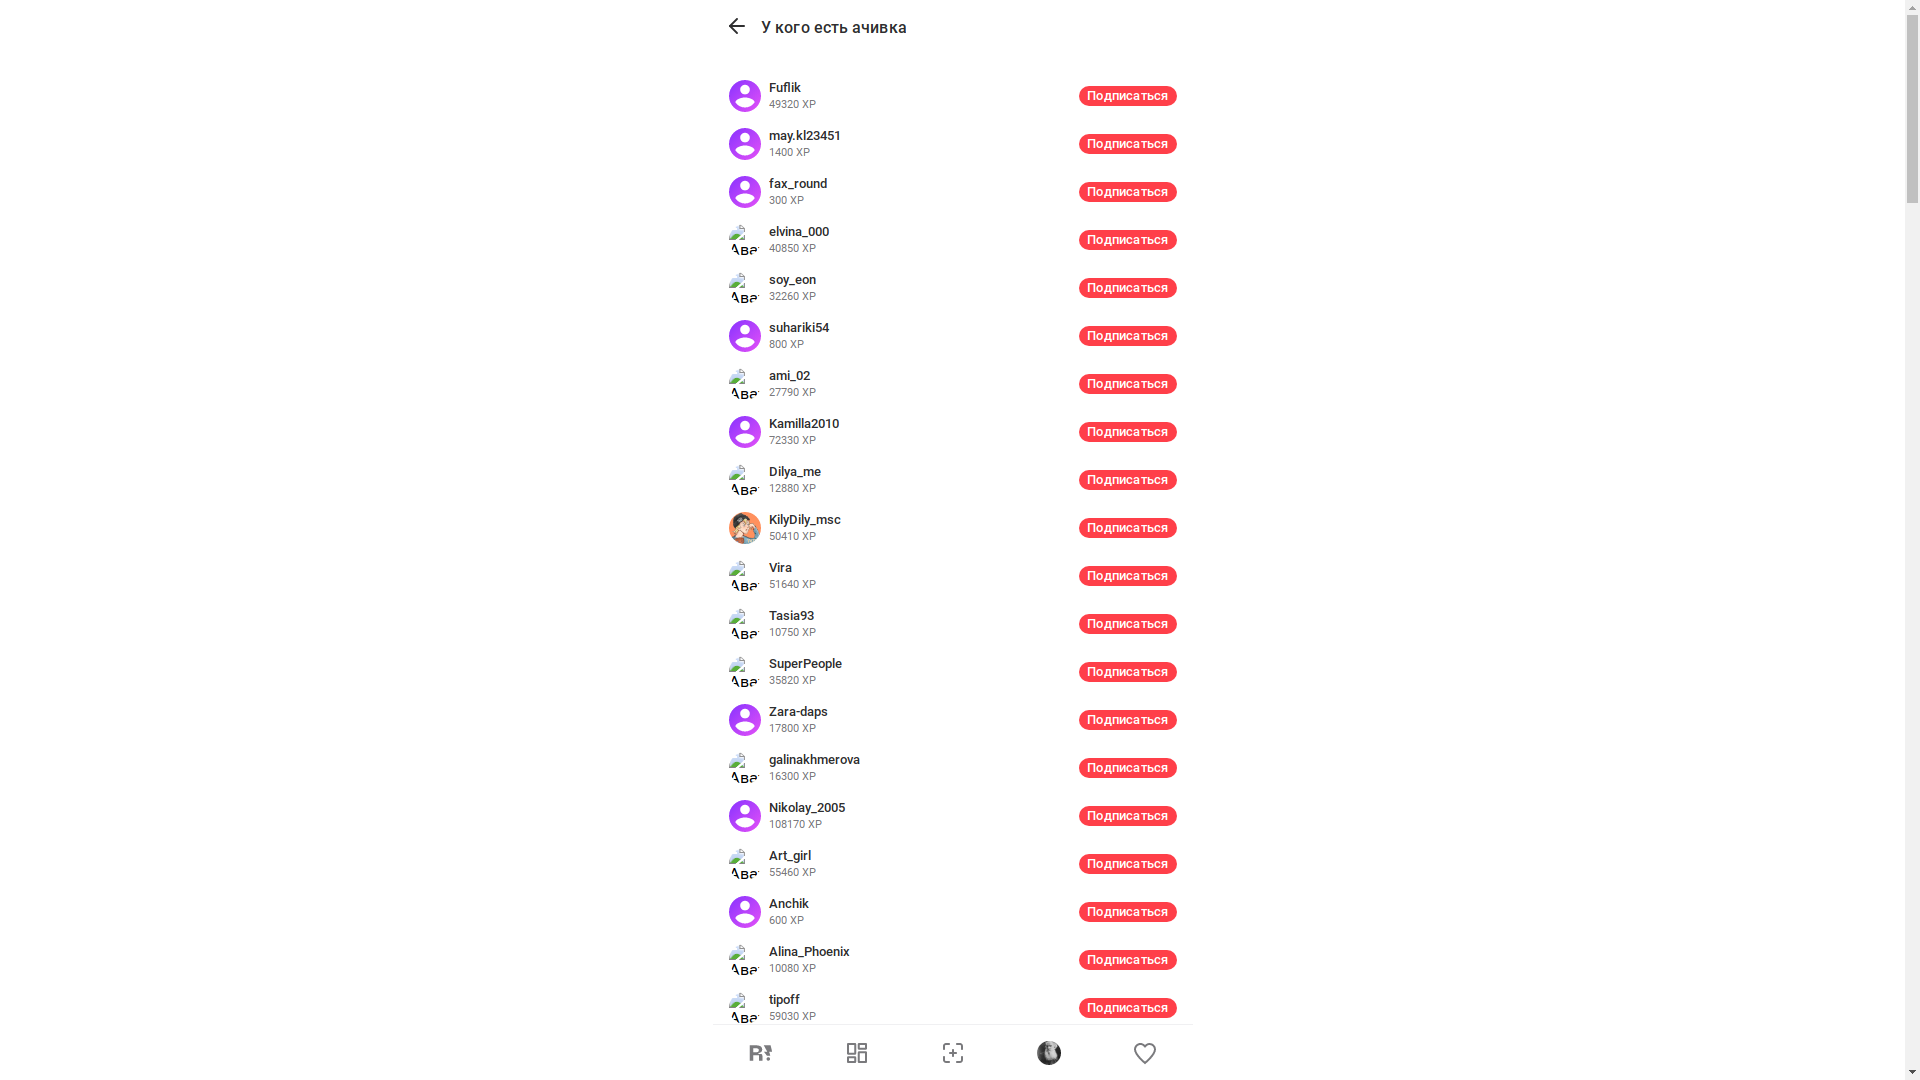 У кого есть ачивка
Fuflik
49320 XP
Подписаться
may.kl23451
1400 XP
Подписаться
fax_round
300 XP
Подписаться
elvina_000
40850 XP
Подписаться
soy_eon
32260 XP
Подписаться
suhariki54
800 XP
Подписаться
ami_02
27790 XP
Подписаться
Kamilla2010
72330 XP
Подписаться
Dilya_me
12880 XP
Подписаться
KilyDily_msc
50410 XP
Подписаться
Vira
51640 XP
Подписаться
Tasia93
10750 XP
Подписаться
SuperPeople
35820 XP
Подписаться
Zara-daps
17800 XP
Подписаться
galinakhmerova
16300 XP
Подписаться
Nikolay_2005
108170 XP
Подписаться
Art_girl
55460 XP
Подписаться
Anchik
600 XP
Подписаться
Alina_Phoenix
10080 XP
Подписаться
tipoff
59030 XP
Подписаться